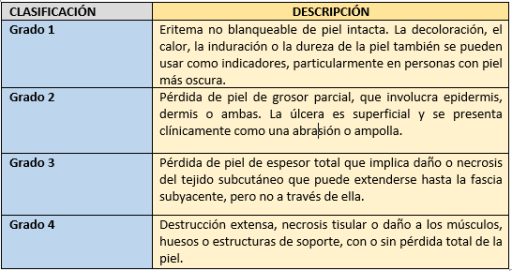 CLASIFICACIÓN DESCRIPCIÓN
Grado 1 Eritema no blanqueable de piel intacta. La decoloración, el
calor, la induración o la dureza de la piel también se pueden
usar como indicadores, particularmente en personas con piel
más oscura.
Grado 2 Pérdida de piel de grosor parcial, que involucra epidermis,
dermis o ambas. La úlcera es superficial y se presenta
clínicamente como una abrasión o ampolla.
Grado 3 Pérdida de piel de espesor total que implica daño o necrosis
del tejido subcutáneo que puede extenderse hasta la fascia
subyacente, pero no a través de ella.
Grado 4 Destrucción extensa, necrosis tisular o daño a los músculos,
huesos o estructuras de soporte, con o sin pérdida total de la
piel.